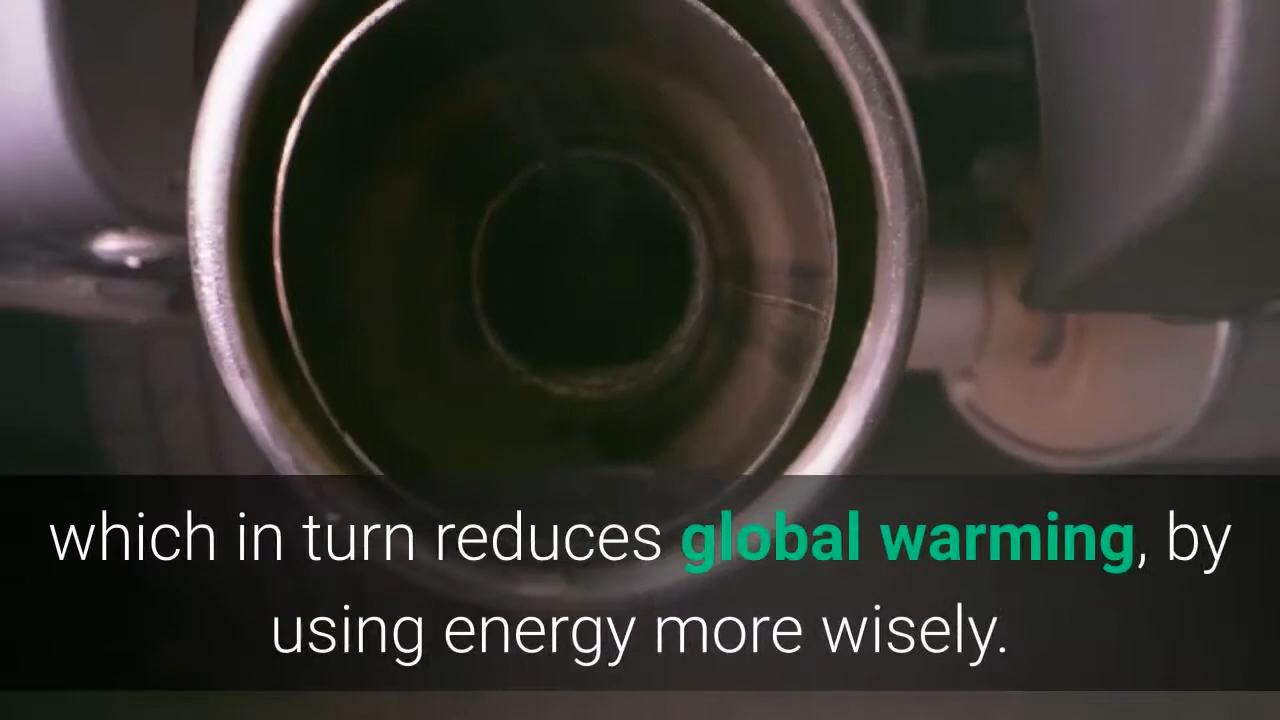 which in turn reduces global warming, by
using energy more wisely.